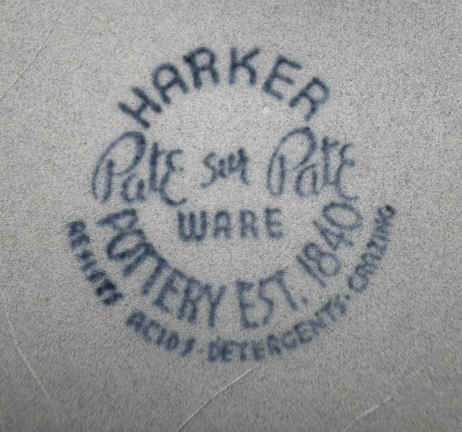 HARKER
Pate sur Pate
WARE
POTTERY EST. 1840
RESISTS ACIDS · DETERGENTS · CRAZING